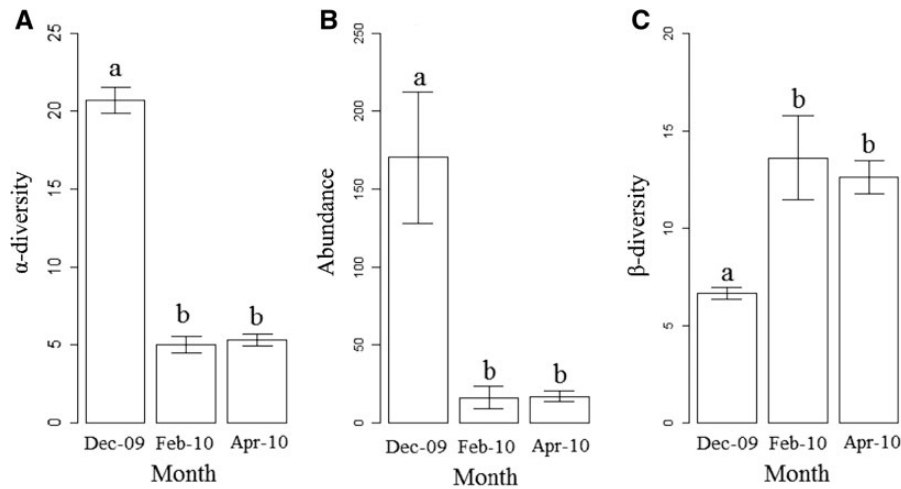 A
α-diversity
25
20
15
10
5
0
a
b
b
Dec-09 Feb-10 Apr-10
Month
B
Abundance
250
200
150
100
50
0
a
b
b
Dec-09 Feb-10 Apr-10
Month
C
β-diversity
20
15
10
5
0
a
b
b
Dec-09 Feb-10 Apr-10
Month